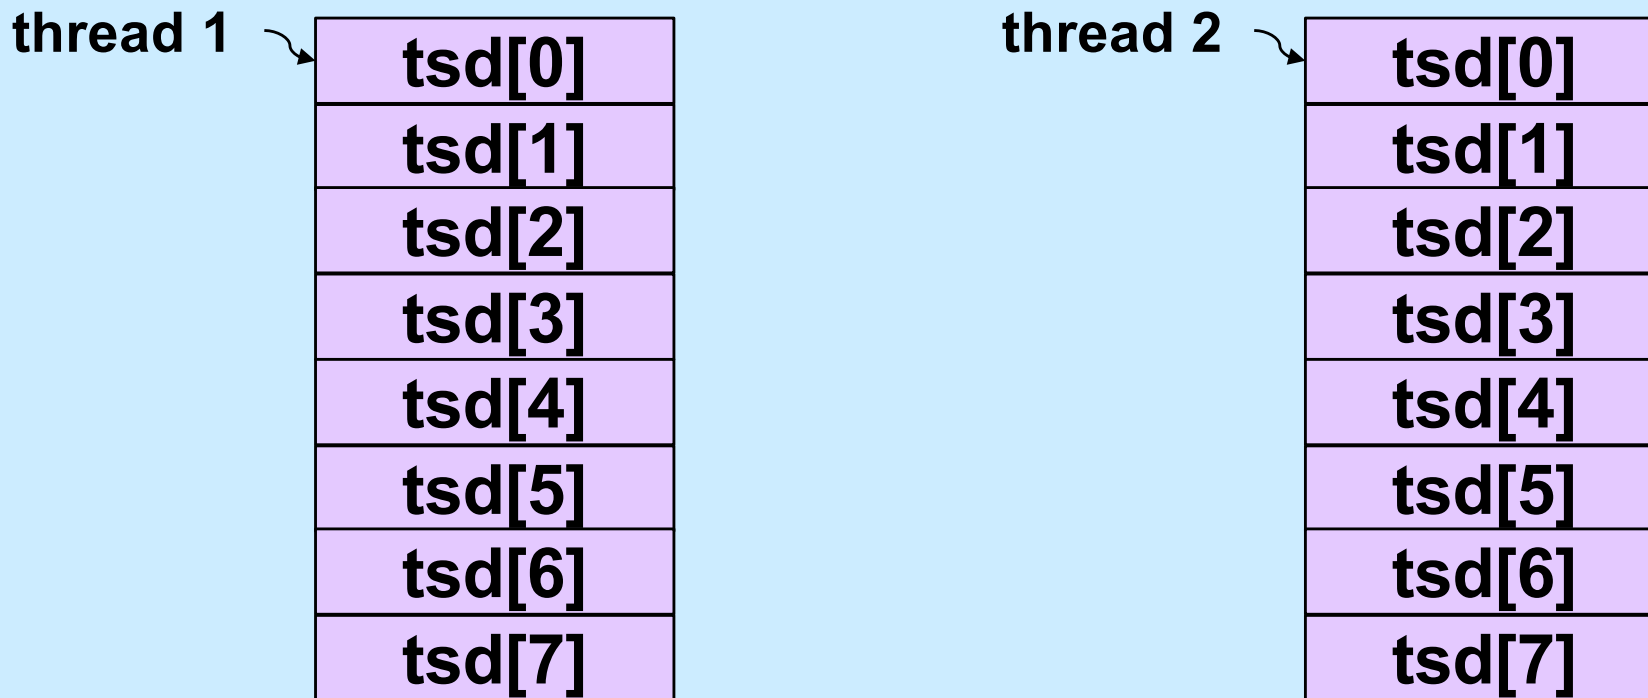 thread 1
tsd[0]
tsd[1]
tsd[2]
tsd[3]
tsd[4]
tsd[5]
tsd[6]
tsd[7]
thread 2
tsd[0]
tsd[1]
tsd[2]
tsd[3]
tsd[4]
tsd[5]
tsd[6]
tsd[7]